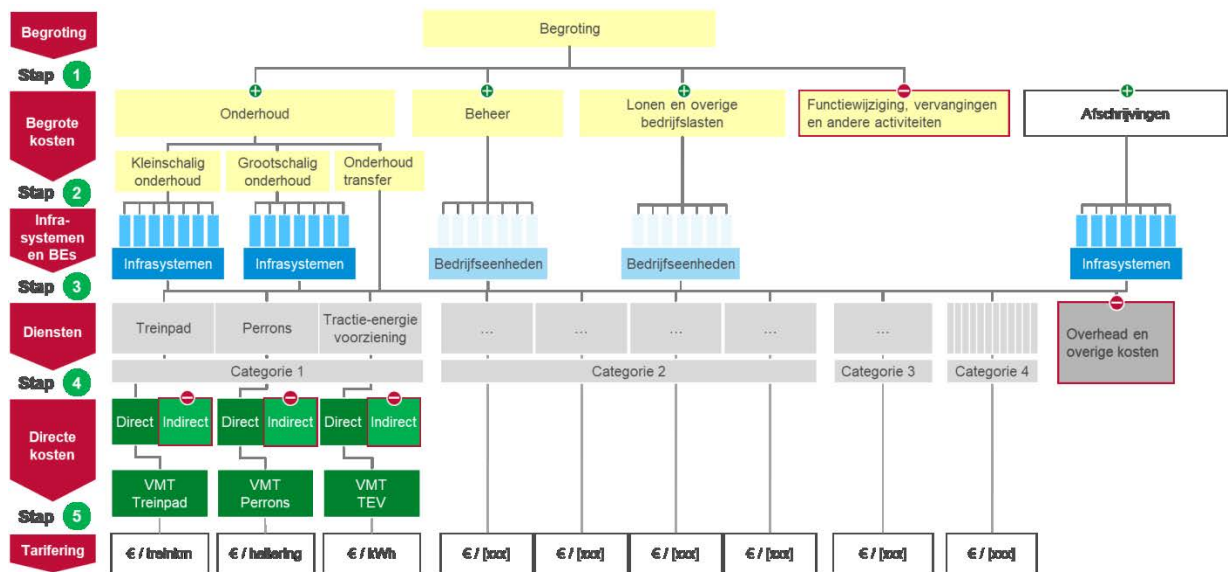 Begroting
Begroting
Stap 1
Begrote
kosten
Onderhoud
Beheer
Lonen en overige
bedrijfslasten
Functiewijziging, vervangingen
en andere activiteiten
Afschrijvingen
Kleinschalig
onderhoud
Grootschalig
onderhoud
Onderhoud
transfer
Stap 2
Infra-
systemen
en BEs
Infrasystemen
Infrasystemen
Bedrijfseenheden
Bedrijfseenheden
Infrasystemen
Stap 3
Diensten
Treinpad
Perrons
Tractie-energie
voorziening
...
...
...
...
...
Overhead en
overige kosten
Categorie 1
Categorie 2
Categorie 3
Categorie 4
Stap 4
Directe
kosten
Direct
Indirect
Direct
Indirect
Direct
Indirect
VMT
Treinpad
VMT
Perrons
VMT
TEV
Stap 5
Tarifering
€ / treinkm
€ / haltering
€ / kWh
€ / [xxx]
€ / [xxx]
€ / [xxx]
€ / [xxx]
€ / [xxx]
€ / [xxx]